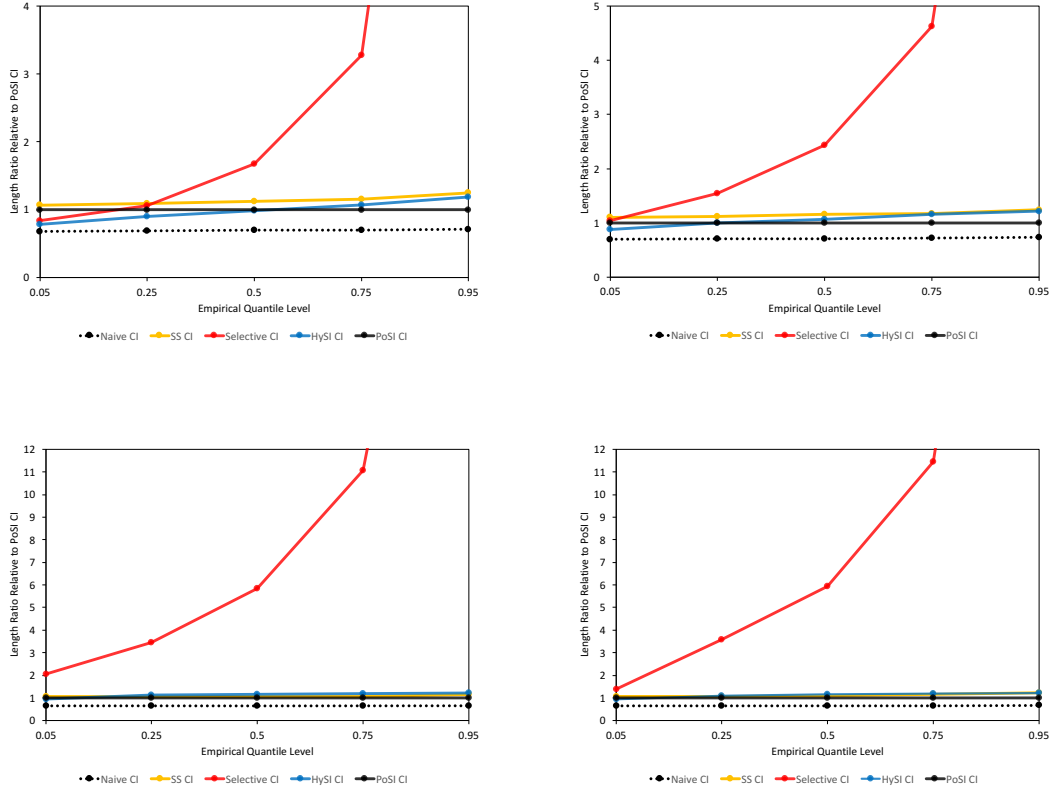 4
3
2
1
0
Length Ratio Relative to PoSI CI
0.05 0.25 0.5 0.75 0.95
Empirical Quantile Level
Naive CI SS CI Selective CI HySI CI PoSI CI
5
4
3
2
1
0
Length Ratio Relative to PoSI CI
0.05 0.25 0.5 0.75 0.95
Empirical Quantile Level
Naive CI SS CI Selective CI HySI CI PoSI CI
12
11
10
9
8
7
6
5
4
3
2
1
0
Length Ratio Relative to PoSI CI
0.05 0.25 0.5 0.75 0.95
Empirical Quantile Level
Naive CI SS CI Selective CI HySI CI PoSI CI
12
11
10
9
8
7
6
5
4
3
2
1
0
Length Ratio Relative to PoSI CI
0.05 0.25 0.5 0.75 0.95
Empirical Quantile Level
Naive CI SS CI Selective CI HySI CI PoSI CI